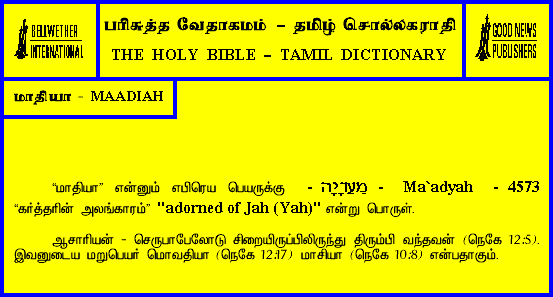 BELLWETHER
INTERNATIONAL
பரிசுத்த வேதாகமம் – தமிழ் சொல்லகராதி
THE HOLY BIBLE – TAMIL DICTIONARY
GOOD NEWS
PUBLISHERS
மாதியா - MAADIAH
“மாதியா” என்னும் எபிரெய பெயருக்கு - מַעַדְיָה - Ma`adyah - 4573
“கர்த்தரின் அலங்காரம்” "adorned of Jah (Yah)" என்று பொருள்.
ஆசாரியன் – செருபாபேலோடு சிறையிருப்பிலிருந்து திரும்பி வந்தவன் (நெகே 12:5).
இவனுடைய மறுபெயர் மொவதியா (நெகே 12:17) மாசியா (நெகே 10:8) என்பதாகும்.